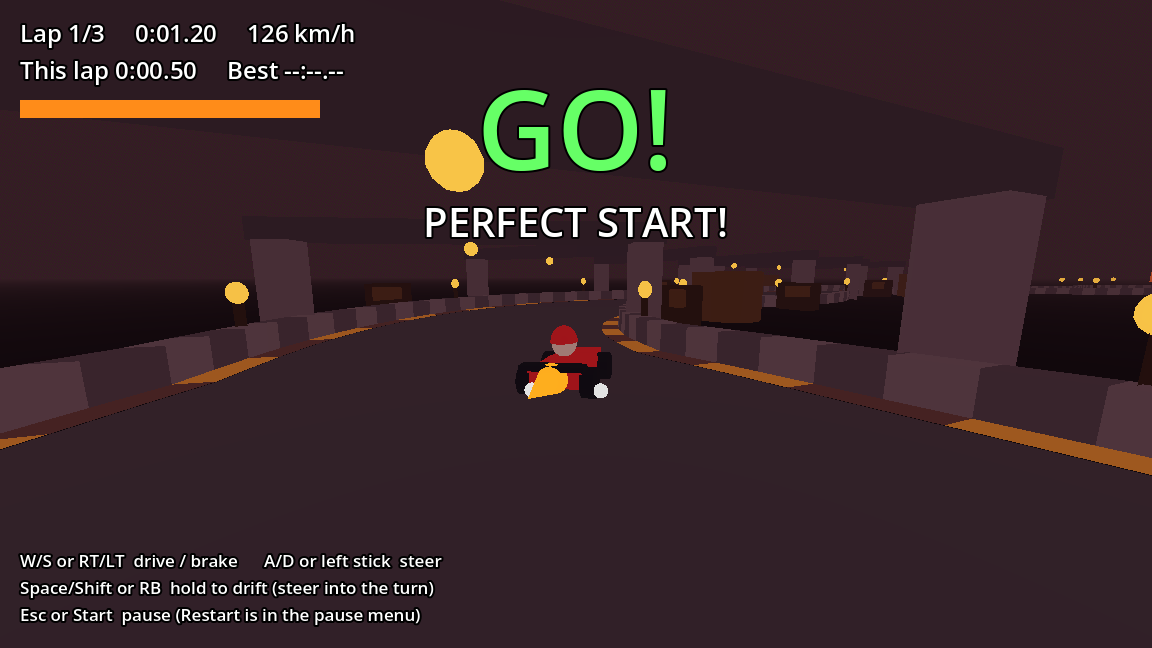 Lap 1/3 0:01.20 126 km/h
This lap 0:00.50 Best --:--.--
GO!
PERFECT START!
W/S or RT/LT drive / brake A/D or left stick steer
Space/Shift or RB hold to drift (steer into the turn)
Esc or Start pause (Restart is in the pause menu)